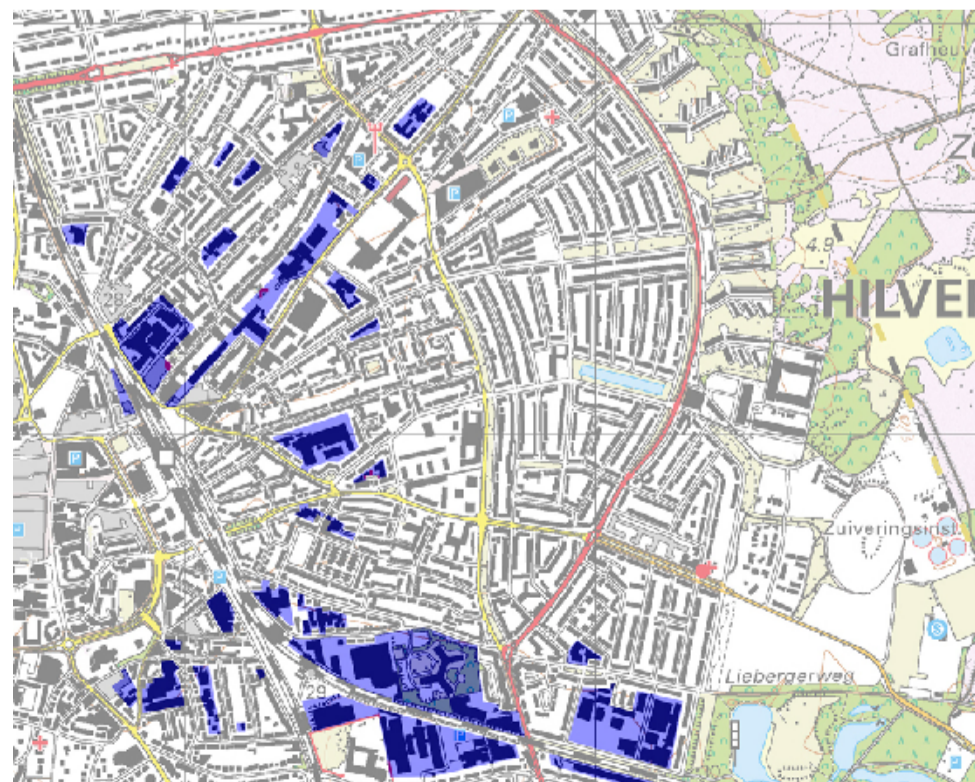 Grafheuv
Z
4.9
HILVE
28
P
P
P
P
Zuiveringsinst.
S
Liebergerweg
29
P